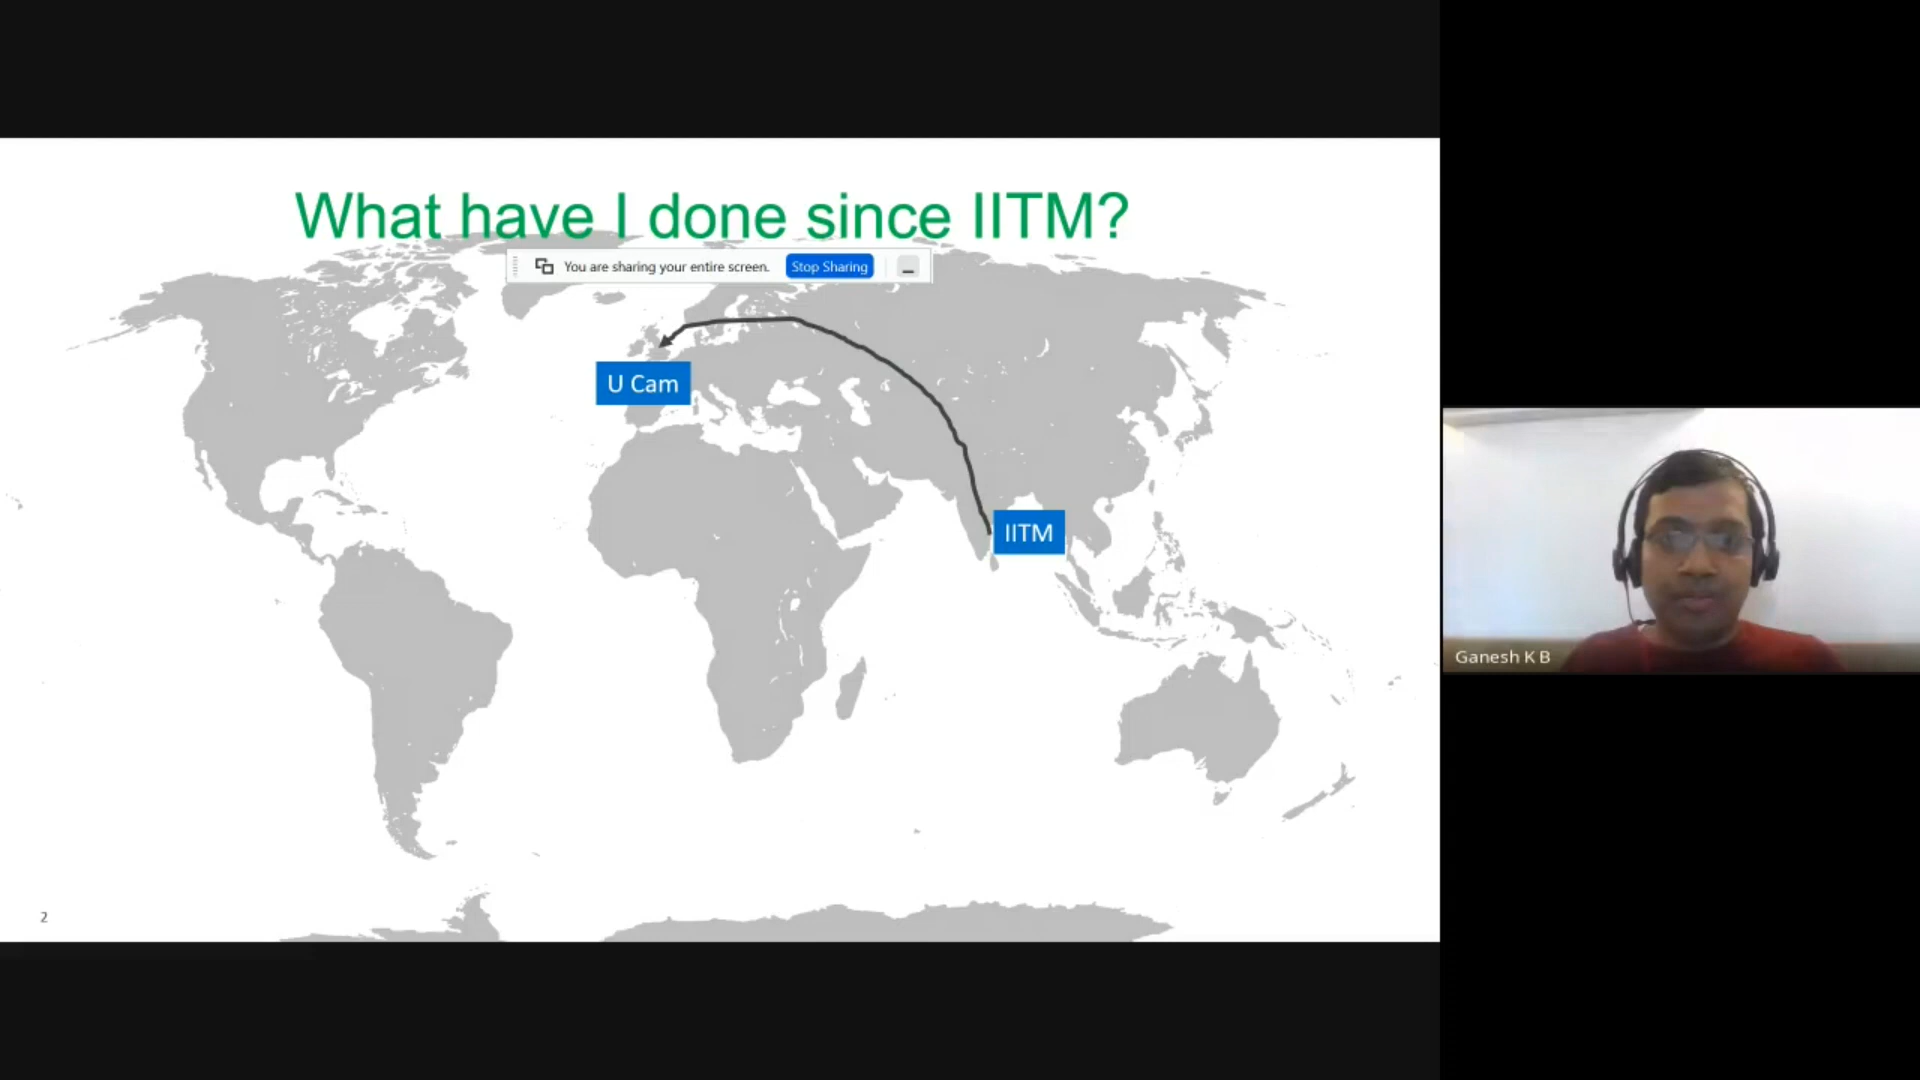 What have I done since IITM?
You are sharing your entire screen. Stop Sharing
U Cam
IITM
Ganesh K B
2